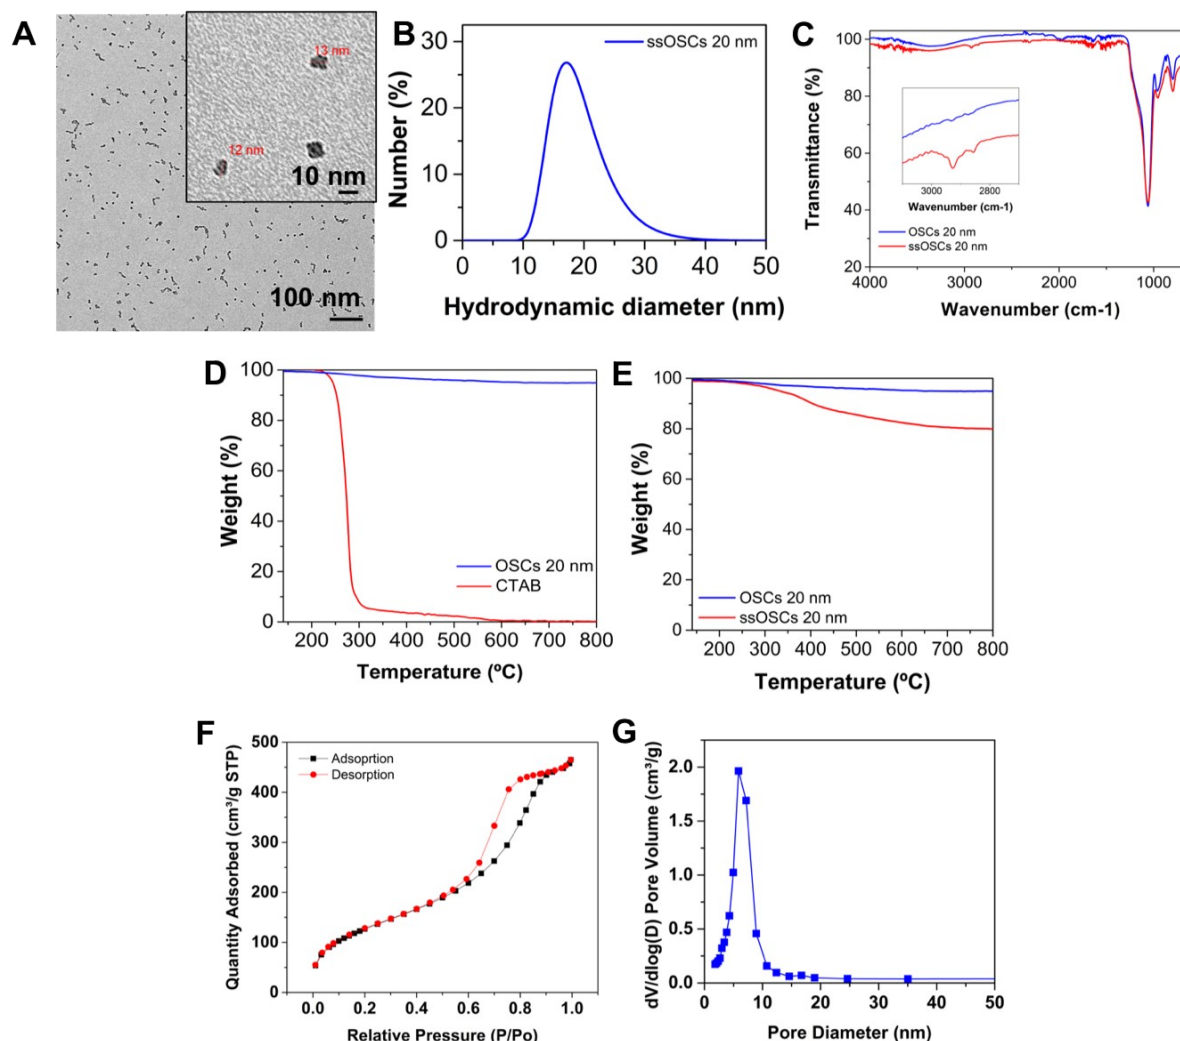 A
13 nm
12 nm
10 nm
100 nm
B
ssOSCs 20 nm
Number (%)
30
20
10
0
0 10 20 30 40 50
Hydrodynamic diameter (nm)
C
Transmittance (%)
100
80
60
40
20
3000 2800
Wavenumber (cm-1)
OSCs 20 nm
ssOSCs 20 nm
4000 3000 2000 1000
Wavenumber (cm-1)
D
Weight (%)
100
80
60
40
20
0
OSCs 20 nm
CTAB
200 300 400 500 600 700 800
Temperature (ºC)
E
Weight (%)
100
80
60
40
20
0
OSCs 20 nm
ssOSCs 20 nm
200 300 400 500 600 700 800
Temperature (ºC)
F
Quantity Adsorbed (cm³/g STP)
500
400
300
200
100
0
Adsoprtion
Desorption
0.0 0.2 0.4 0.6 0.8 1.0
Relative Pressure (P/Po)
G
dV/dlog(D) Pore Volume (cm³/g)
2.0
1.5
1.0
0.5
0.0
0 10 20 30 40 50
Pore Diameter (nm)